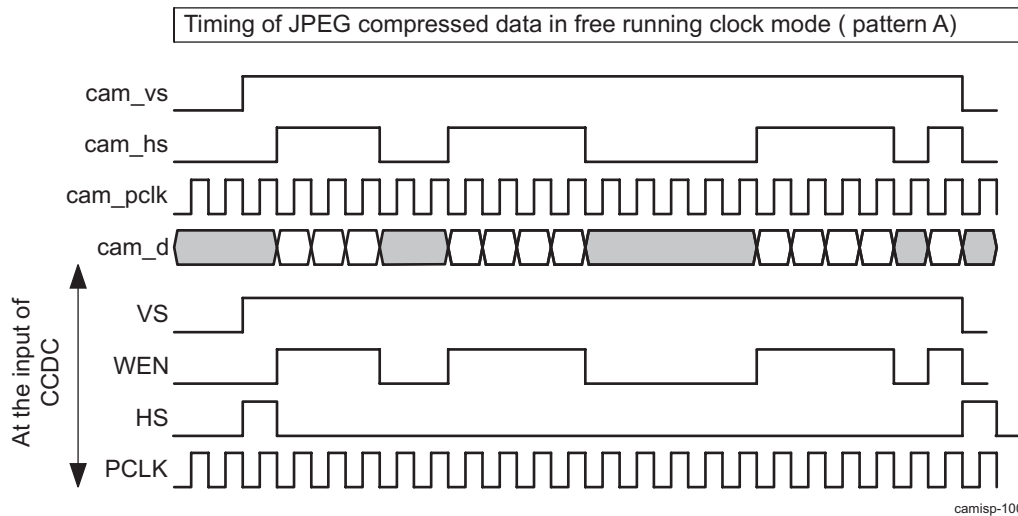 Timing of JPEG compressed data in free running clock mode ( pattern A)
cam_vs
cam_hs
cam_pclk
cam_d
At the input of
CCDC
VS
WEN
HS
PCLK